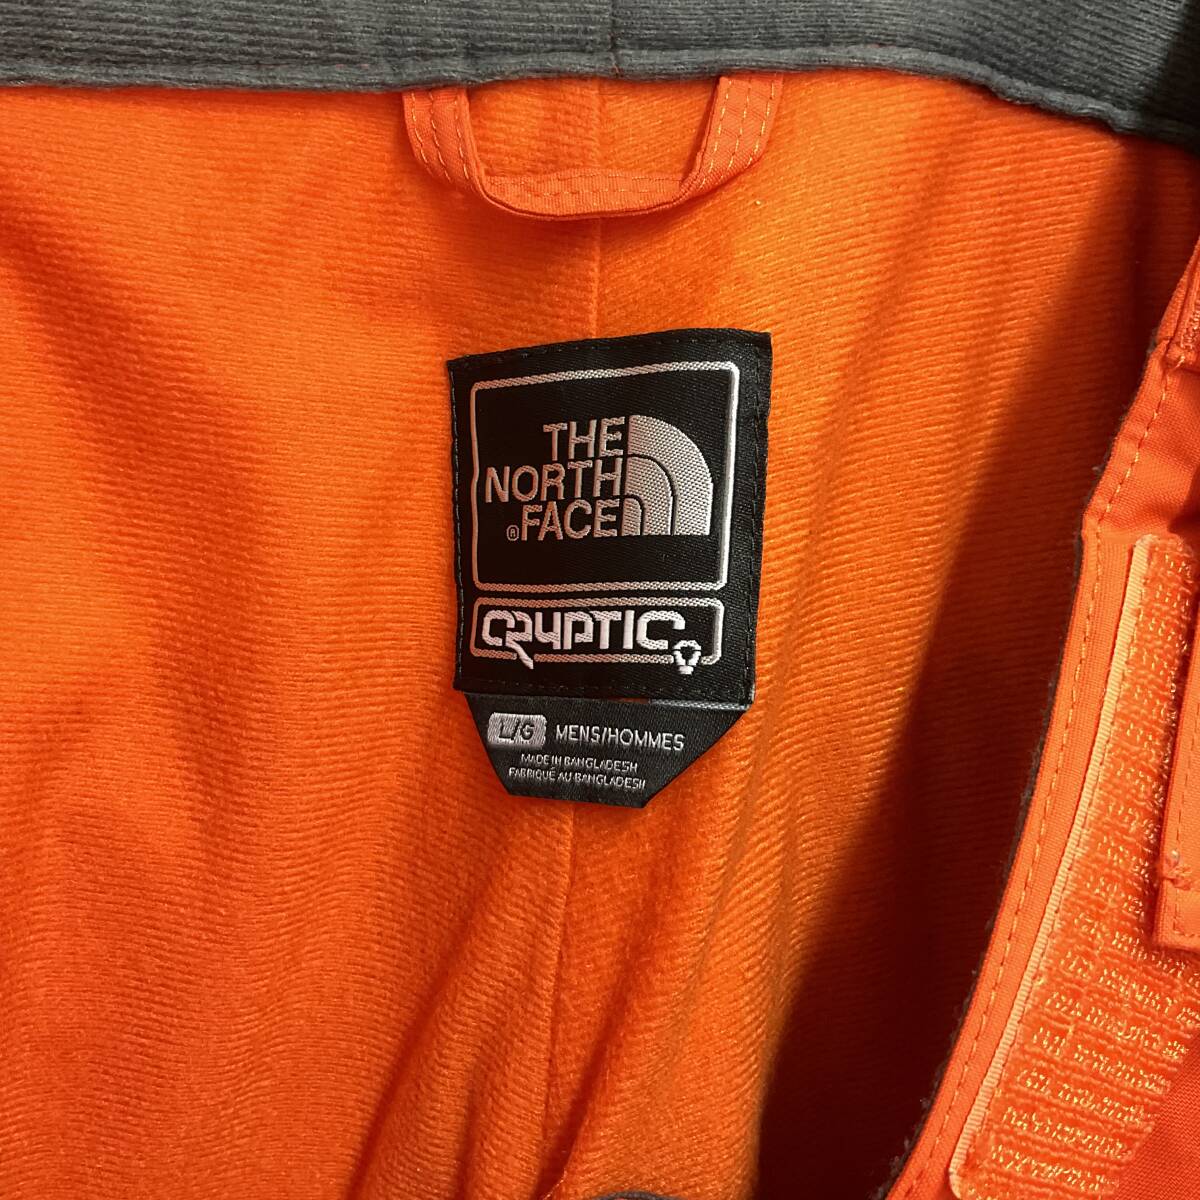 THE
NORTH
® FACE
CRYPTIC
L/G MENS/HOMMES
MADE IN BANGLADESH
FABRIQUÉ AU BANGLADESH